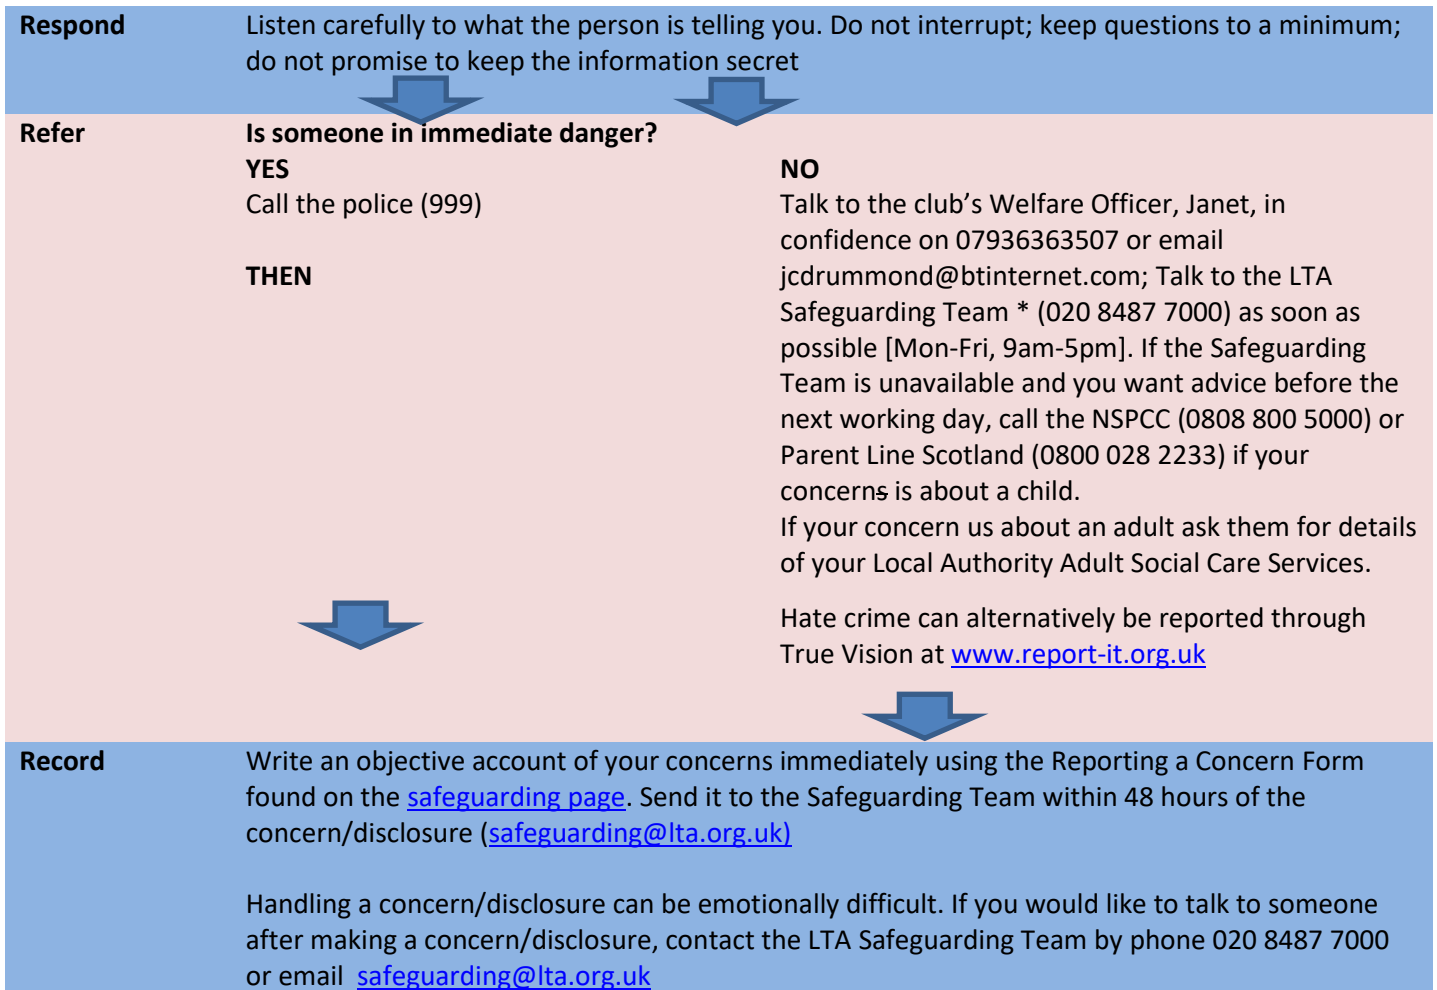 Respond
Listen carefully to what the person is telling you. Do not interrupt; keep questions to a minimum;
do not promise to keep the information secret
Refer
Is someone in immediate danger?
YES
Call the police (999)
THEN
NO
Talk to the club’s Welfare Officer, Janet, in
confidence on 07936363507 or email
jcdrummond@btinternet.com; Talk to the LTA
Safeguarding Team * (020 8487 7000) as soon as
possible [Mon-Fri, 9am-5pm]. If the Safeguarding
Team is unavailable and you want advice before the
next working day, call the NSPCC (0808 800 5000) or
Parent Line Scotland (0800 028 2233) if your
concerns is about a child.
If your concern us about an adult ask them for details
of your Local Authority Adult Social Care Services.
Hate crime can alternatively be reported through
True Vision at www.report-it.org.uk
Record
Write an objective account of your concerns immediately using the Reporting a Concern Form
found on the safeguarding page. Send it to the Safeguarding Team within 48 hours of the
concern/disclosure (safeguarding@lta.org.uk)
Handling a concern/disclosure can be emotionally difficult. If you would like to talk to someone
after making a concern/disclosure, contact the LTA Safeguarding Team by phone 020 8487 7000
or email safeguarding@lta.org.uk